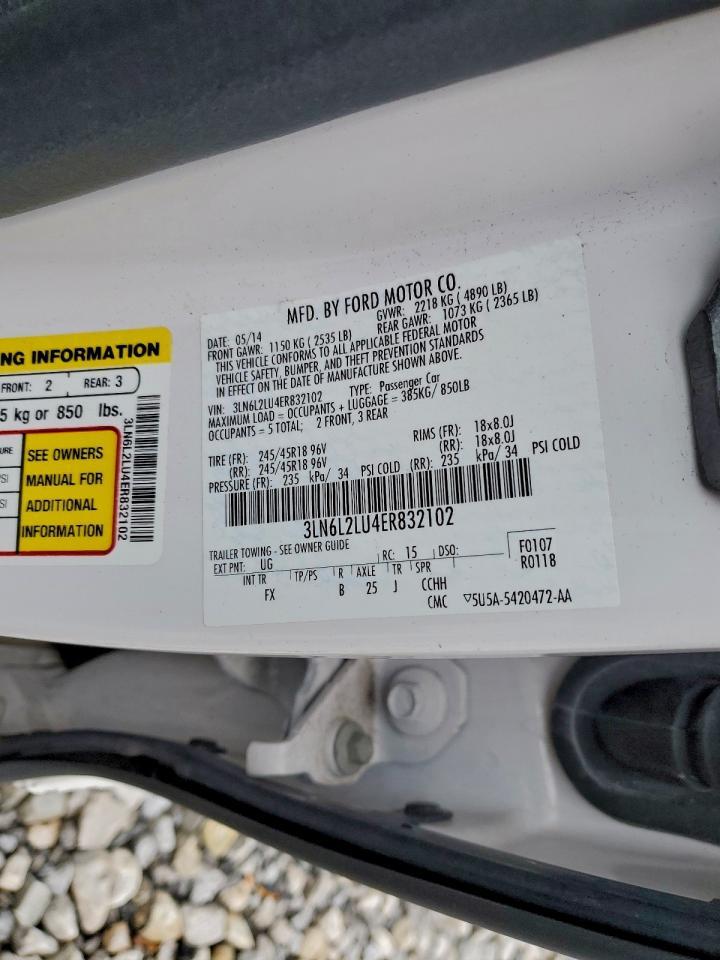 NG INFORMATION
FRONT: 2 REAR: 3
5 kg or 850 lbs.
SEE OWNERS
MANUAL FOR
ADDITIONAL
INFORMATION
3LN6L2LU4ER832102
MFD. BY FORD MOTOR CO.
DATE: 05/14 GVWR: 2218 KG ( 4890 LB)
FRONT GAWR: 1150 KG ( 2535 LB) REAR GAWR: 1073 KG ( 2365 LB)
THIS VEHICLE CONFORMS TO ALL APPLICABLE FEDERAL MOTOR
VEHICLE SAFETY, BUMPER, AND THEFT PREVENTION STANDARDS
IN EFFECT ON THE DATE OF MANUFACTURE SHOWN ABOVE.
VIN: 3LN6L2LU4ER832102 TYPE: Passenger Car
MAXIMUM LOAD = OCCUPANTS + LUGGAGE = 385KG/ 850LB
OCCUPANTS = 5 TOTAL; 2 FRONT, 3 REAR
TIRE (FR): 245/45R18 96V RIMS (FR): 18x8.0J
(RR): 245/45R18 96V (RR): 18x8.0J
PRESSURE (FR): 235 kPa/ 34 PSI COLD (RR): 235 kPa/ 34 PSI COLD
3LN6L2LU4ER832102
TRAILER TOWING - SEE OWNER GUIDE
EXT PNT: UG RC: 15 DSO: F0107
R0118
INT TR TP/PS R AXLE TR SPR
FX B 25 J CCHH
CMC ▽5U5A-5420472-AA